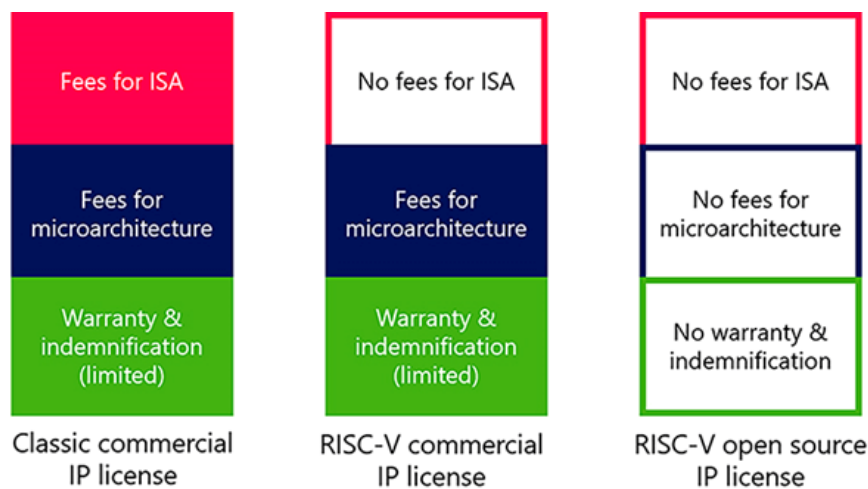 Fees for ISA
Fees for
microarchitecture
Warranty &
indemnification
(limited)
Classic commercial
IP license
No fees for ISA
Fees for
microarchitecture
Warranty &
indemnification
(limited)
RISC-V commercial
IP license
No fees for ISA
No fees for
microarchitecture
No warranty &
indemnification
RISC-V open source
IP license